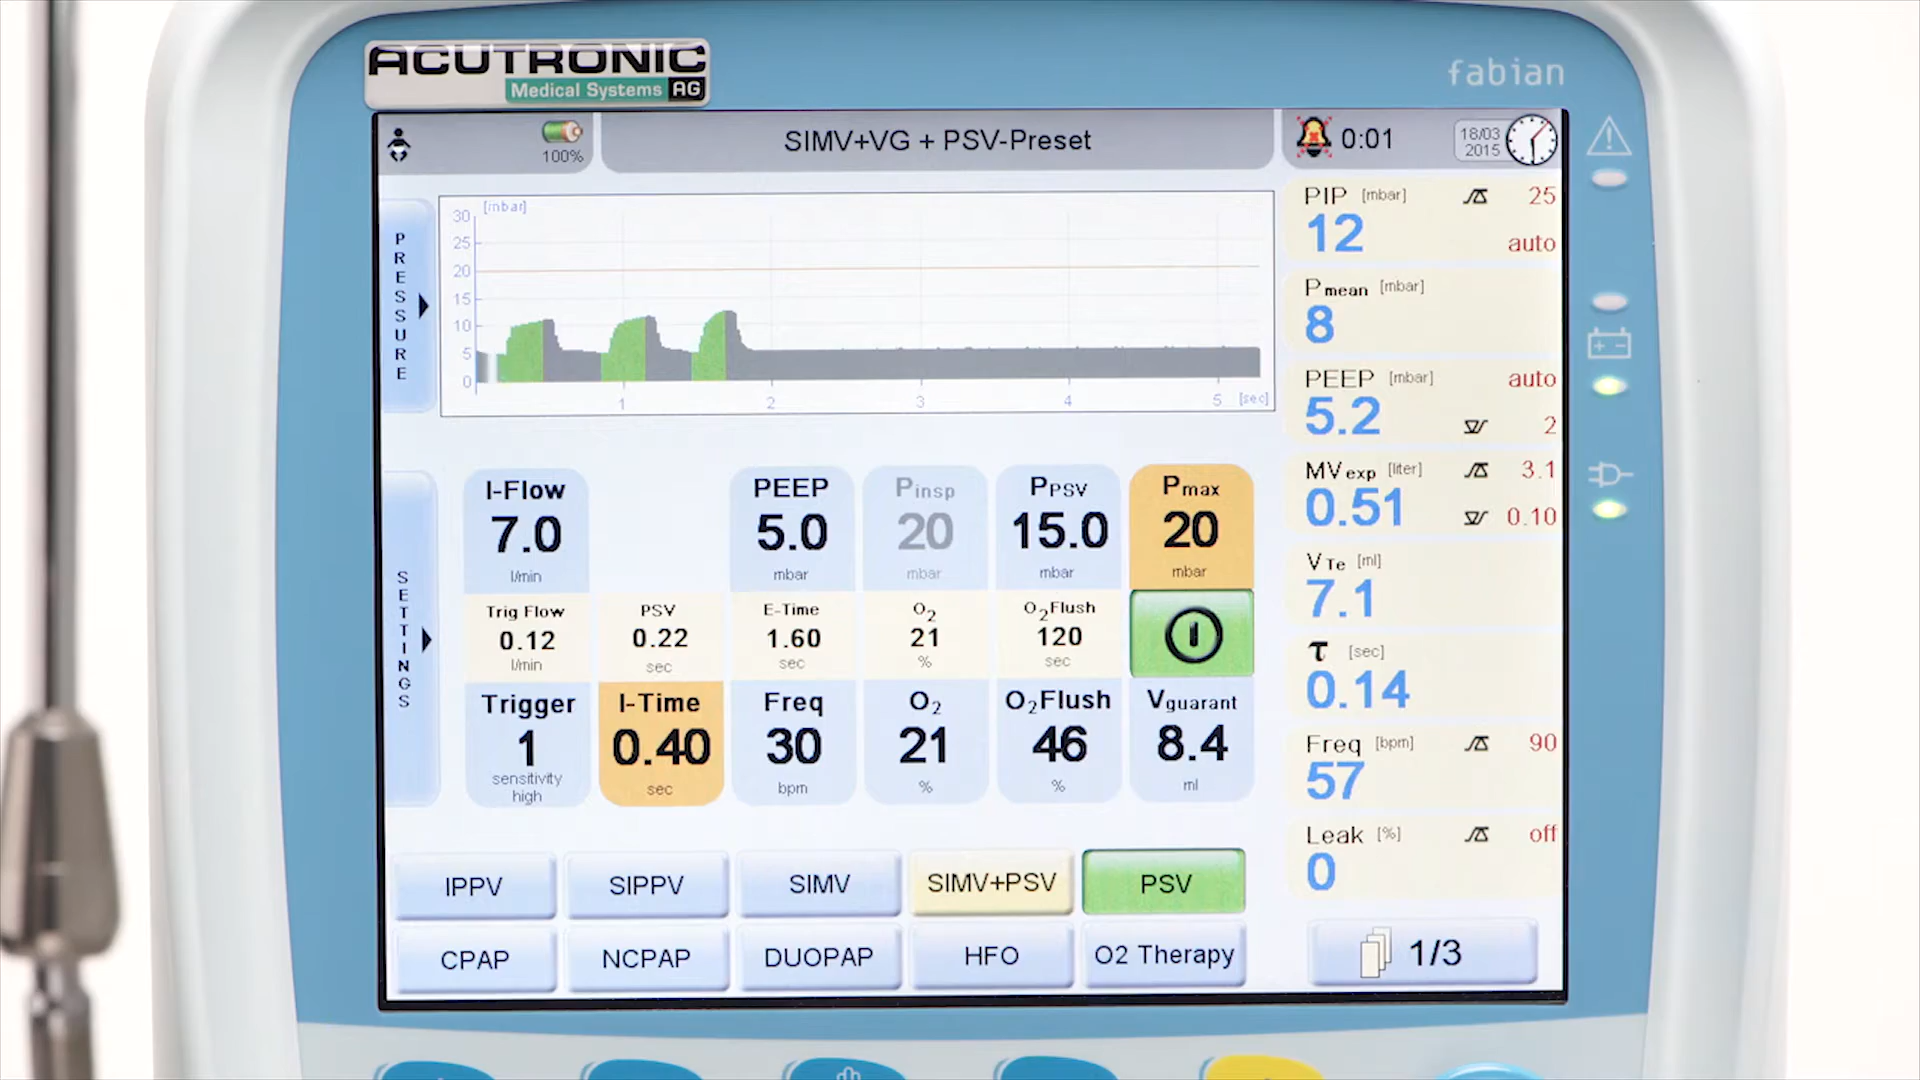 ACUTRONIC
Medical Systems AG
fabian
100%
SIMV+VG + PSV-Preset
0:01
18/03
2015
PRESSURE
[mbar]
30
25
20
15
10
5
0
1 2 3 4 5 [sec]
PIP [mbar] 25
12 auto
Pmean [mbar]
8
PEEP [mbar] auto
5.2 2
MVexp [liter] 3.1
0.51 0.10
VTe [ml]
7.1
τ [sec]
0.14
Freq [bpm] 90
57
Leak [%] off
0
SETTINGS
I-Flow PEEP Pinsp PPSV Pmax
7.0 5.0 20 15.0 20
l/min mbar mbar mbar mbar
Trig Flow PSV E-Time O2 O2Flush
0.12 0.22 1.60 21 120
l/min sec sec % sec
Trigger I-Time Freq O2 O2Flush Vguarant
1 0.40 30 21 46 8.4
sensitivity
high sec bpm % % ml
IPPV SIPPV SIMV SIMV+PSV PSV
CPAP NCPAP DUOPAP HFO O2 Therapy
1/3